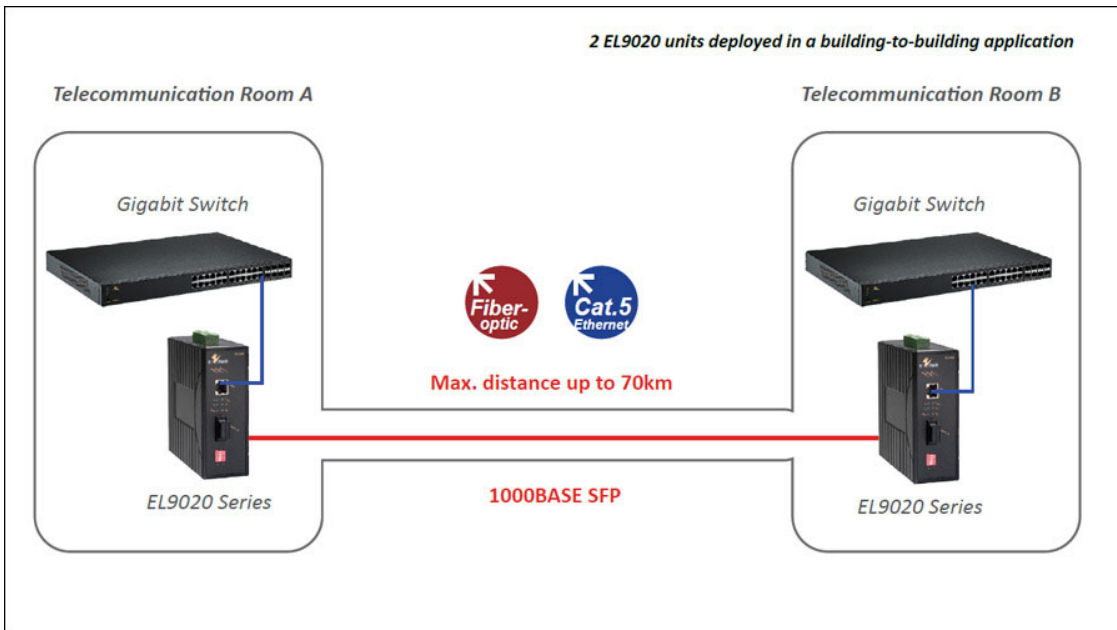 2 EL9020 units deployed in a building-to-building application
Telecommunication Room A
Telecommunication Room B
Gigabit Switch
Gigabit Switch
Fiber-
optic
Cat.5
Ethernet
Max. distance up to 70km
1000BASE SFP
EL9020 Series
EL9020 Series